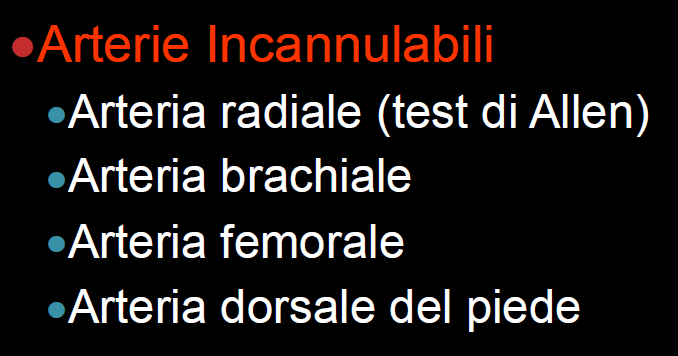 •Arterie Incannulabili
•Arteria radiale (test di Allen)
•Arteria brachiale
•Arteria femorale
•Arteria dorsale del piede